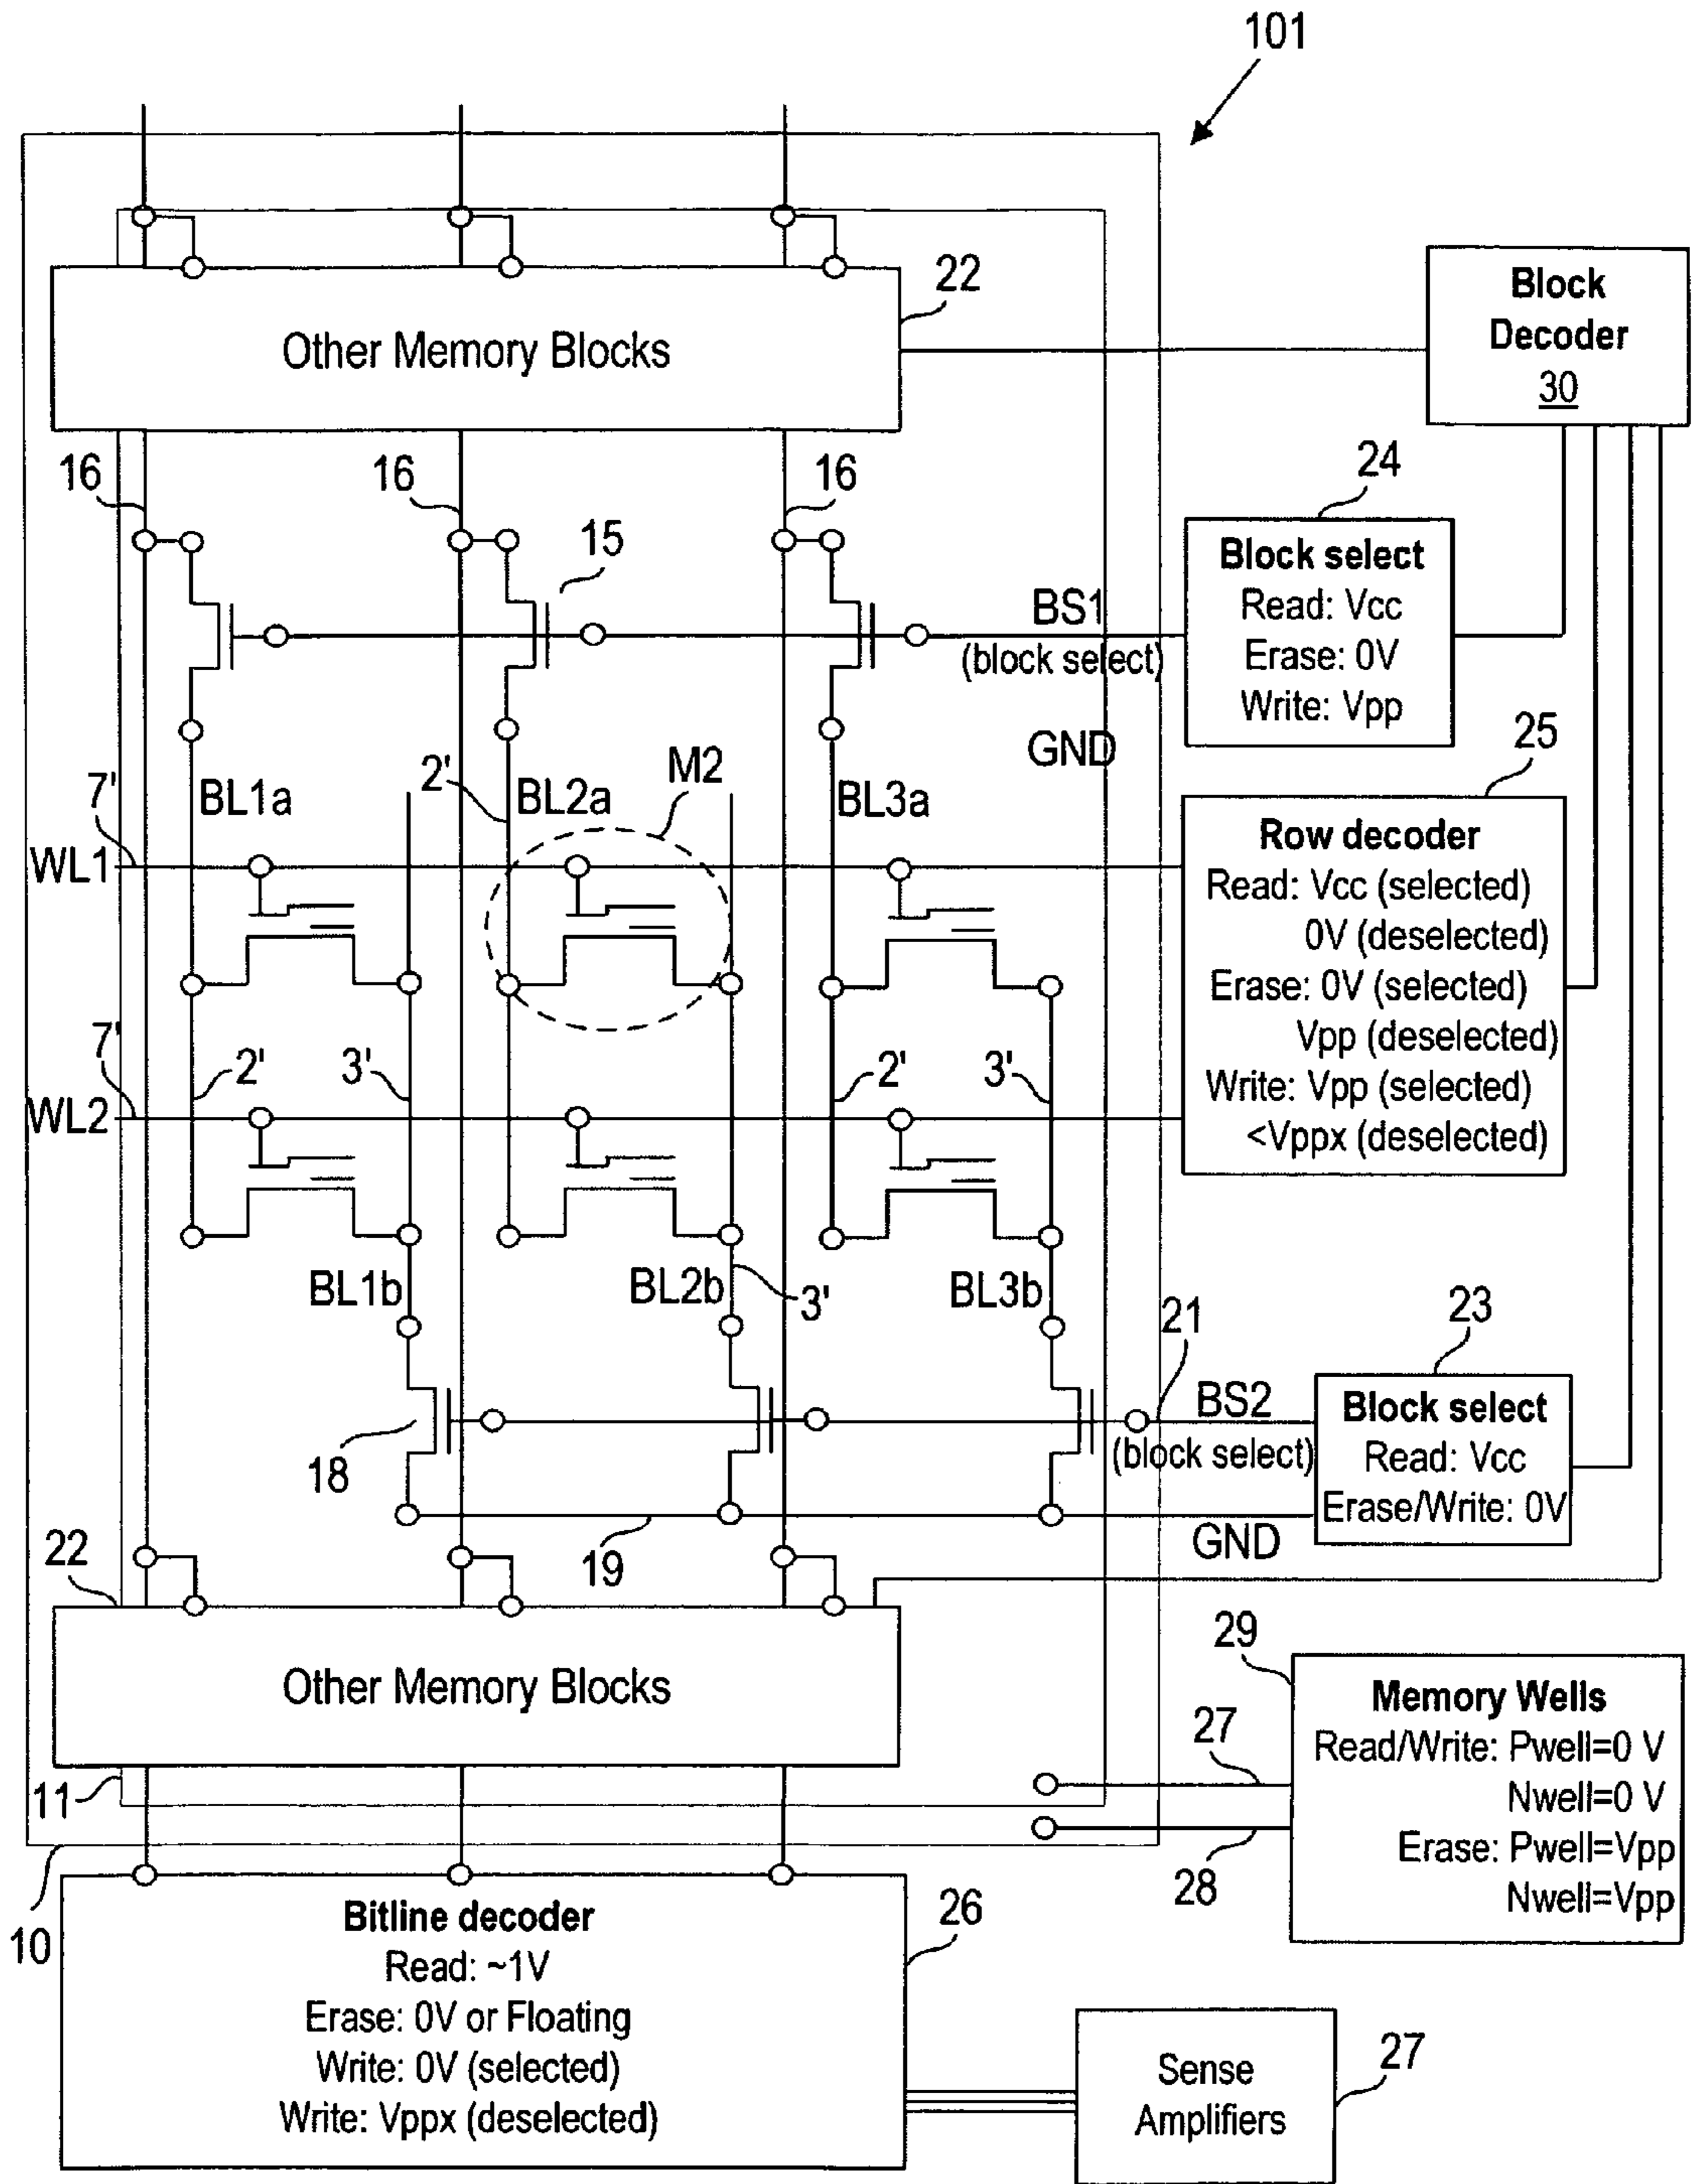 101
22
Other Memory Blocks
Block
Decoder
30
16
16
16
15
24
BS1
(block select)
Block select
Read: Vcc
Erase: 0V
Write: Vpp
GND
25
7'
2'
M2
BL1a
BL2a
BL3a
WL1
Row decoder
Read: Vcc (selected)
0V (deselected)
Erase: 0V (selected)
Vpp (deselected)
Write: Vpp (selected)
<Vppx (deselected)
7'
2'
3'
2'
3'
WL2
BL1b
BL2b
3'
BL3b
21
23
18
BS2
(block select)
Block select
Read: Vcc
Erase/Write: 0V
22
19
GND
Other Memory Blocks
29
Memory Wells
Read/Write: Pwell=0 V
Nwell=0 V
Erase: Pwell=Vpp
Nwell=Vpp
27
28
11
10
Bitline decoder
Read: ~1V
Erase: 0V or Floating
Write: 0V (selected)
Write: Vppx (deselected)
26
Sense
Amplifiers
27